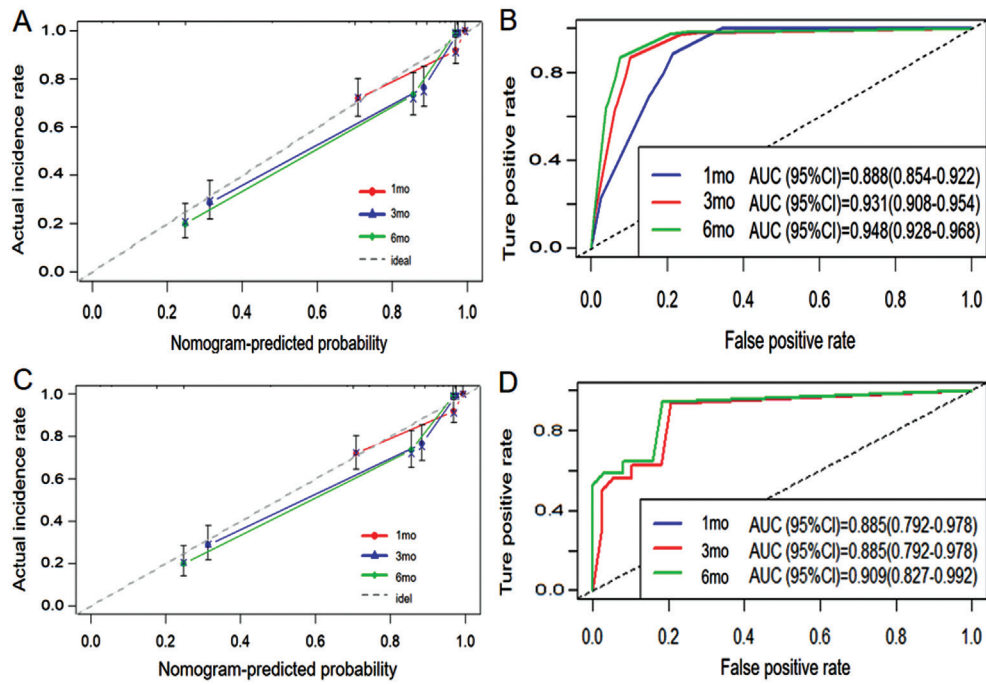 A
Actual incidence rate
1.0
0.8
0.6
0.4
0.2
0.0
1mo
3mo
6mo
ideal
0.0 0.2 0.4 0.6 0.8 1.0
Nomogram-predicted probability
B
Ture positive rate
0.8
0.4
0.0
1mo AUC (95%CI)=0.888(0.854-0.922)
3mo AUC (95%CI)=0.931(0.908-0.954)
6mo AUC (95%CI)=0.948(0.928-0.968)
0.0 0.2 0.4 0.6 0.8 1.0
False positive rate
C
Actual incidence rate
1.0
0.8
0.6
0.4
0.2
0.0
1mo
3mo
6mo
idel
0.0 0.2 0.4 0.6 0.8 1.0
Nomogram-predicted probability
D
Ture positive rate
0.8
0.4
0.0
1mo AUC (95%CI)=0.885(0.792-0.978)
3mo AUC (95%CI)=0.885(0.792-0.978)
6mo AUC (95%CI)=0.909(0.827-0.992)
0.0 0.2 0.4 0.6 0.8 1.0
False positive rate